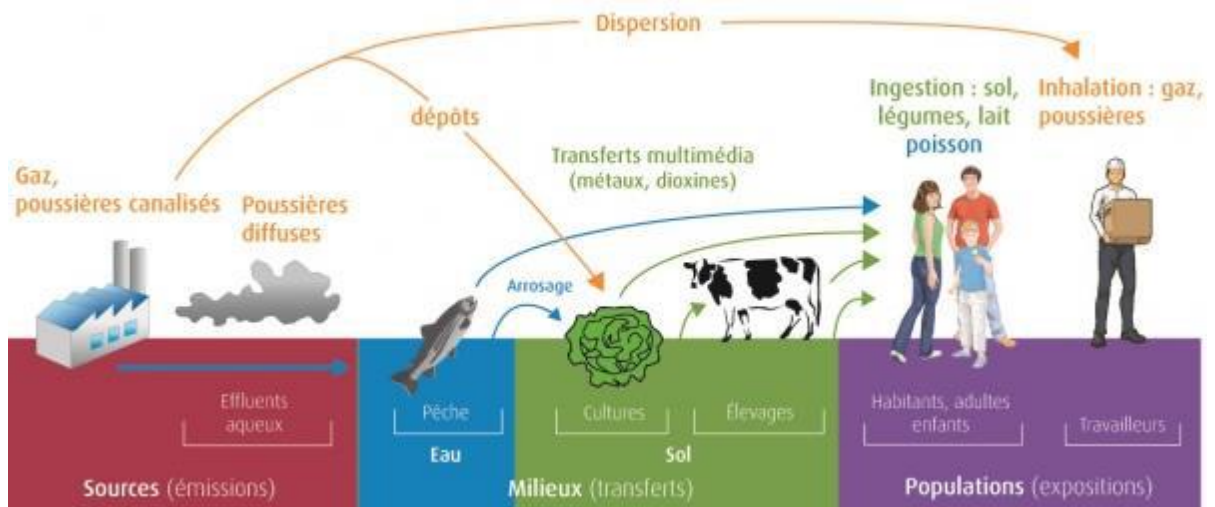 Dispersion
dépôts
Ingestion : sol,
légumes, lait
poisson
Inhalation : gaz,
poussières
Transferts multimédia
(métaux, dioxines)
Gaz,
poussières canalisés
Poussières
diffuses
Arrosage
Effluents
aqueux
Pêche
Cultures
Élevages
Habitants, adultes
enfants
Travailleurs
Eau
Sol
Sources (émissions)
Milieux (transferts)
Populations (expositions)